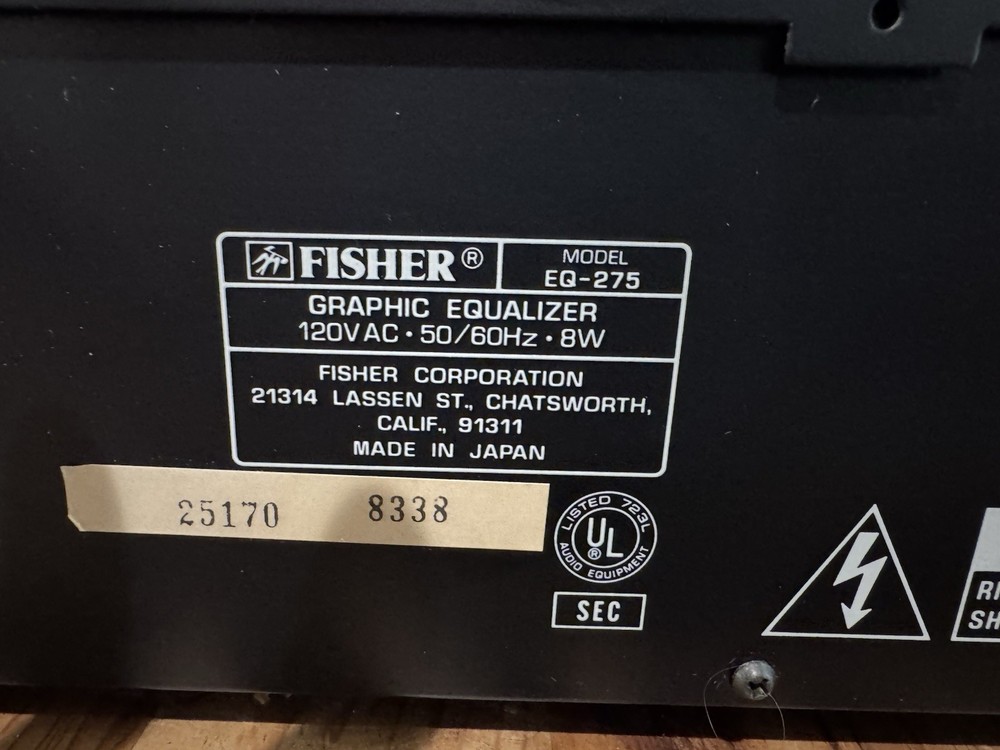 FISHER®
MODEL
EQ-275
GRAPHIC EQUALIZER
120VAC · 50/60Hz · 8W
FISHER CORPORATION
21314 LASSEN ST., CHATSWORTH,
CALIF., 91311
MADE IN JAPAN
25170 8338
LISTED 723L
UL®
AUDIO EQUIPMENT
SEC